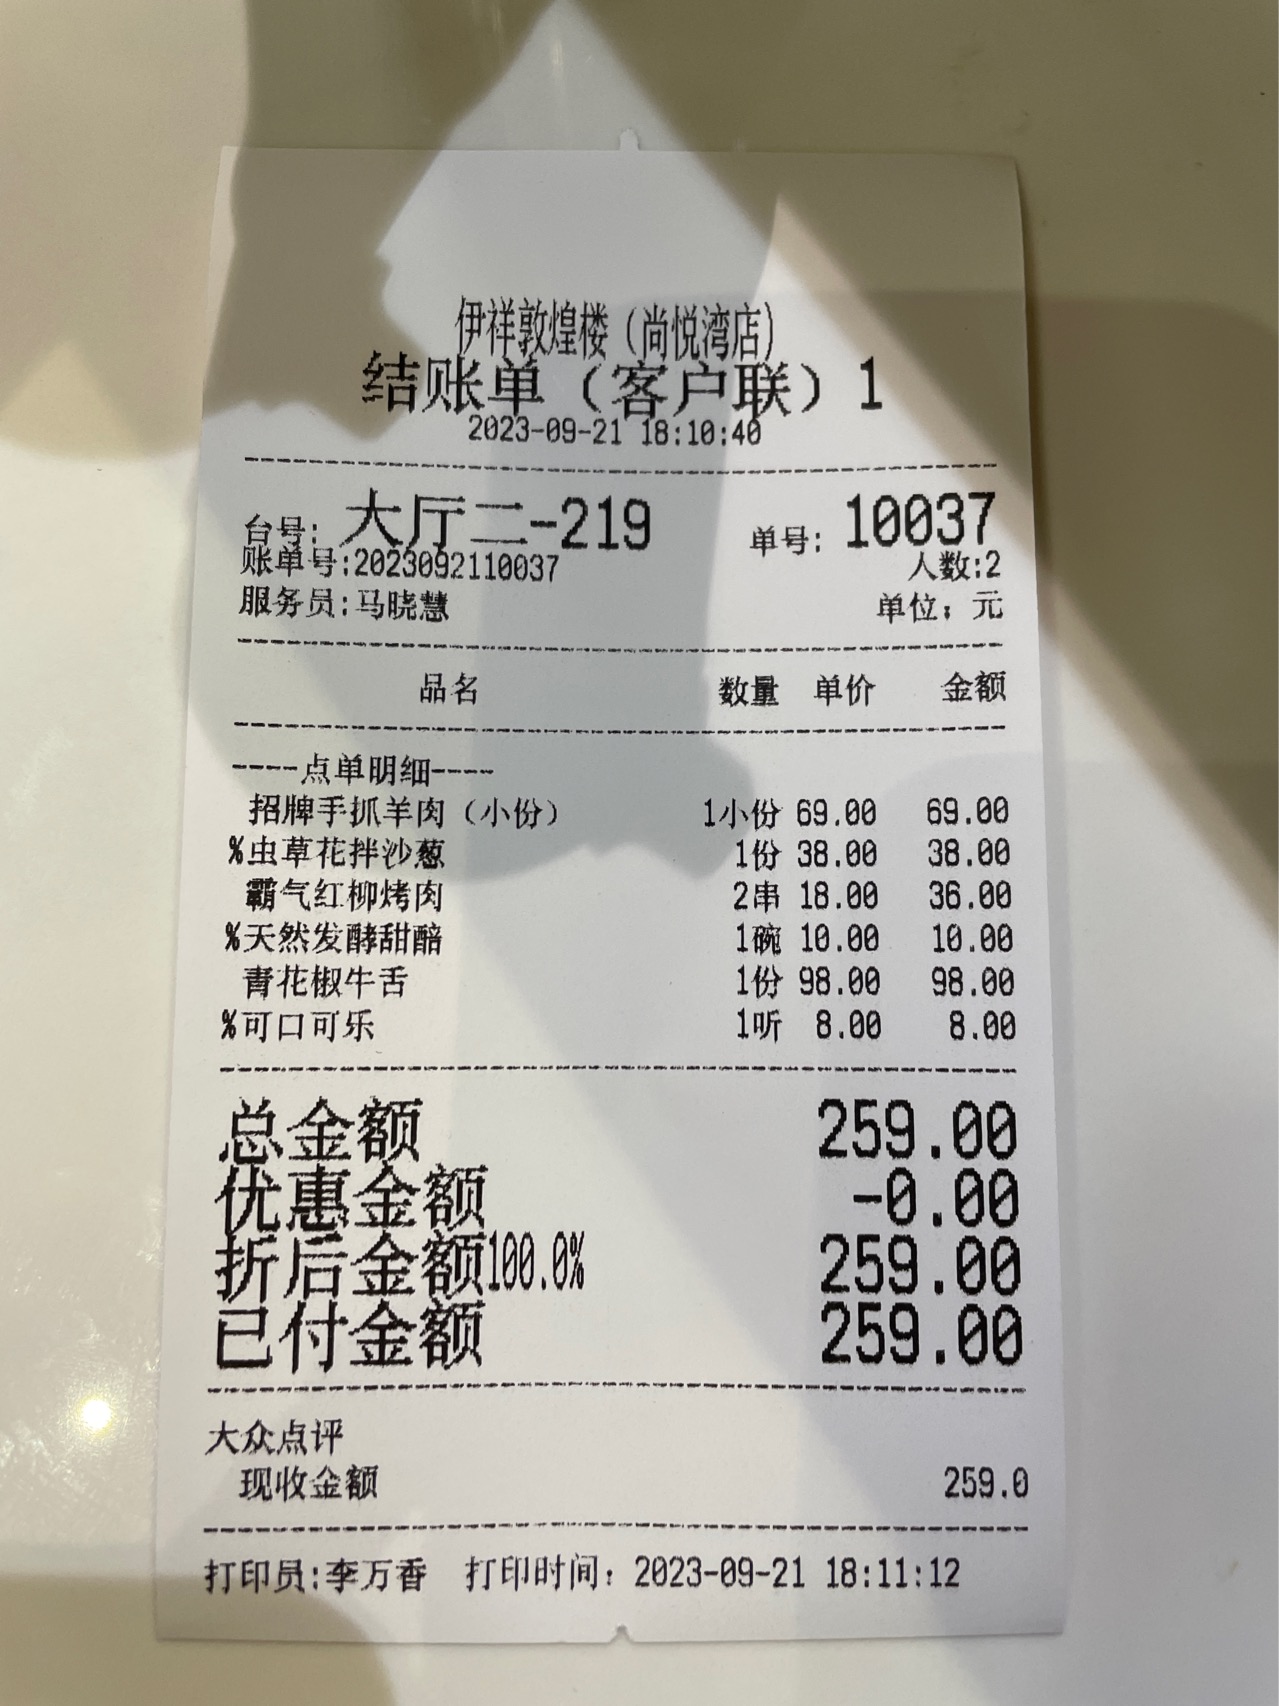 伊祥敦煌楼（尚悦湾店）
结账单（客户联）1
2023-09-21 18:10:40
台号: 大厅二-219 单号: 10037
账单号:2023092110037 人数:2
服务员:马晓慧 单位：元
品名 数量 单价 金额
----点单明细----
招牌手抓羊肉（小份） 1小份 69.00 69.00
%虫草花拌沙葱 1份 38.00 38.00
霸气红柳烤肉 2串 18.00 36.00
%天然发酵甜醅 1碗 10.00 10.00
青花椒牛舌 1份 98.00 98.00
%可口可乐 1听 8.00 8.00
总金额 259.00
优惠金额 -0.00
折后金额100.0% 259.00
已付金额 259.00
大众点评
现收金额 259.0
打印员:李万香 打印时间：2023-09-21 18:11:12